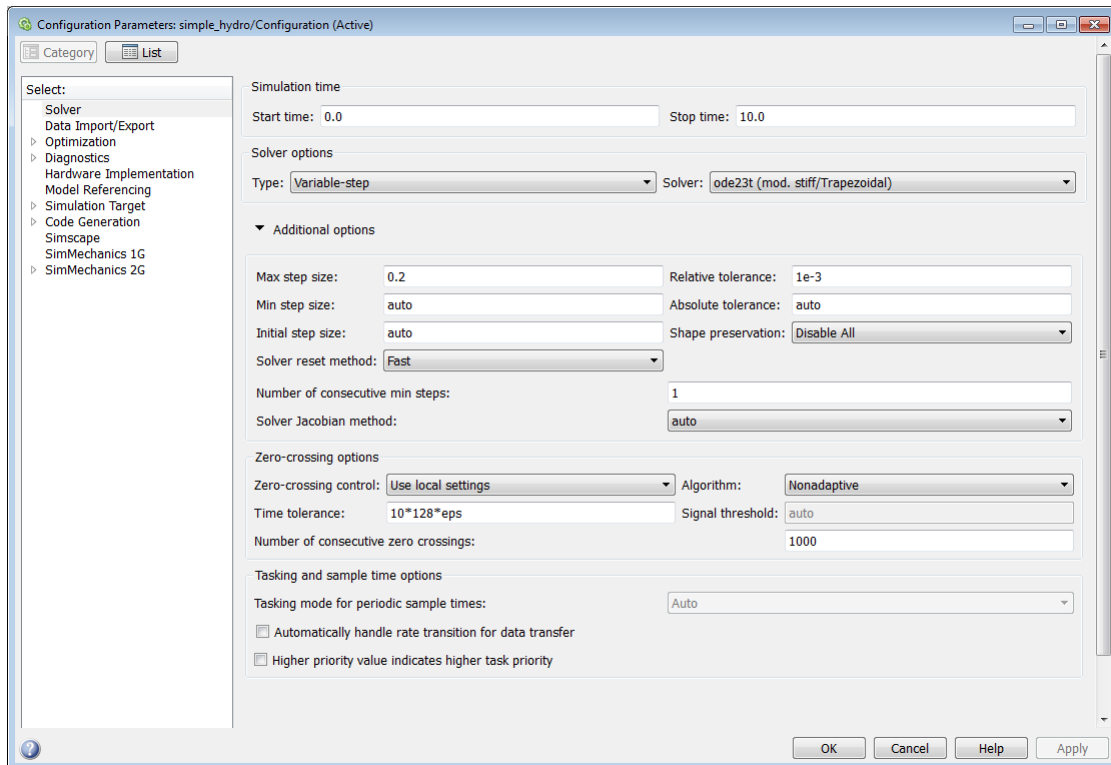 Configuration Parameters: simple_hydro/Configuration (Active)
Category List
Select:
Solver
Data Import/Export
Optimization
Diagnostics
Hardware Implementation
Model Referencing
Simulation Target
Code Generation
Simscape
SimMechanics 1G
SimMechanics 2G
Simulation time
Start time: 0.0 Stop time: 10.0
Solver options
Type: Variable-step Solver: ode23t (mod. stiff/Trapezoidal)
Additional options
Max step size: 0.2 Relative tolerance: 1e-3
Min step size: auto Absolute tolerance: auto
Initial step size: auto Shape preservation: Disable All
Solver reset method: Fast
Number of consecutive min steps: 1
Solver Jacobian method: auto
Zero-crossing options
Zero-crossing control: Use local settings Algorithm: Nonadaptive
Time tolerance: 10*128*eps Signal threshold: auto
Number of consecutive zero crossings: 1000
Tasking and sample time options
Tasking mode for periodic sample times: Auto
Automatically handle rate transition for data transfer
Higher priority value indicates higher task priority
? OK Cancel Help Apply